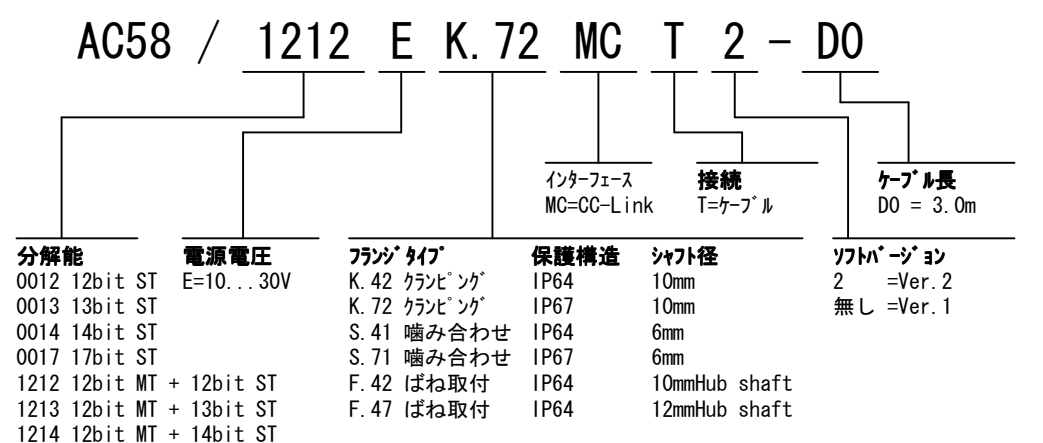 AC58 / 1212 E K.72 MC T 2 - D0
ｲﾝﾀｰﾌｪｰｽ 接続 ｹｰﾌﾞﾙ長
MC=CC-Link T=ｹｰﾌﾞﾙ D0 = 3.0m
分解能 電源電圧 ﾌﾗﾝｼﾞﾀｲﾌﾟ 保護構造 ｼｬﾌﾄ径 ｿﾌﾄﾊﾞｰｼﾞｮﾝ
0012 12bit ST E=10...30V K.42 ｸﾗﾝﾋﾟﾝｸﾞ IP64 10mm 2 =Ver.2
0013 13bit ST K.72 ｸﾗﾝﾋﾟﾝｸﾞ IP67 10mm 無し =Ver.1
0014 14bit ST S.41 噛み合わせ IP64 6mm
0017 17bit ST S.71 噛み合わせ IP67 6mm
1212 12bit MT + 12bit ST F.42 ばね取付 IP64 10mmHub shaft
1213 12bit MT + 13bit ST F.47 ばね取付 IP64 12mmHub shaft
1214 12bit MT + 14bit ST